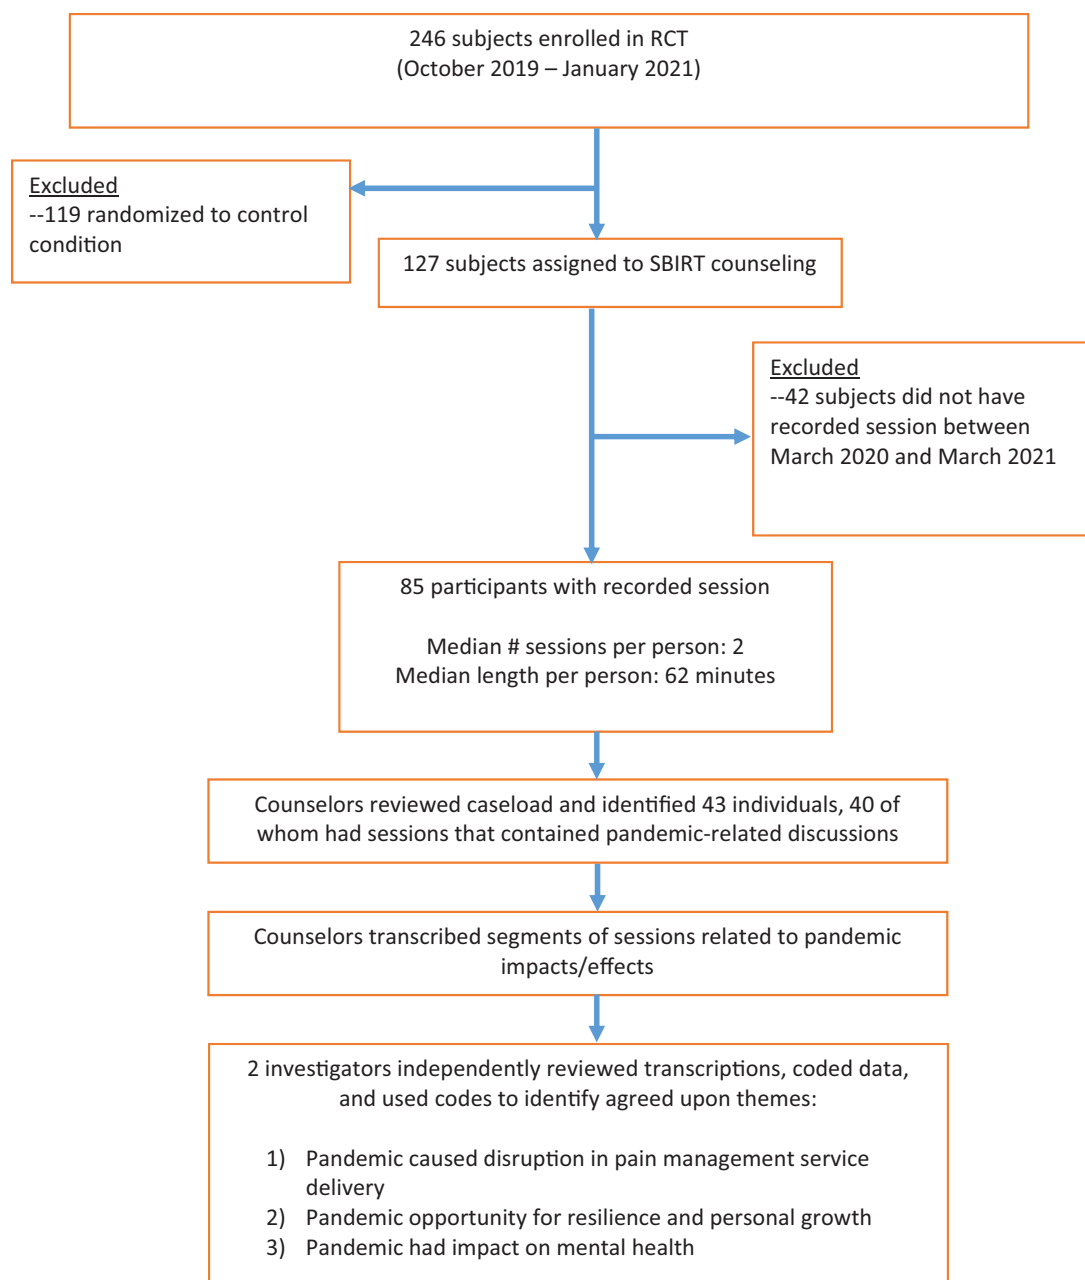 246 subjects enrolled in RCT
(October 2019 – January 2021)
Excluded
--119 randomized to control
condition
127 subjects assigned to SBIRT counseling
Excluded
--42 subjects did not have
recorded session between
March 2020 and March 2021
85 participants with recorded session
Median # sessions per person: 2
Median length per person: 62 minutes
Counselors reviewed caseload and identified 43 individuals, 40 of
whom had sessions that contained pandemic-related discussions
Counselors transcribed segments of sessions related to pandemic
impacts/effects
2 investigators independently reviewed transcriptions, coded data,
and used codes to identify agreed upon themes:
1) Pandemic caused disruption in pain management service
delivery
2) Pandemic opportunity for resilience and personal growth
3) Pandemic had impact on mental health